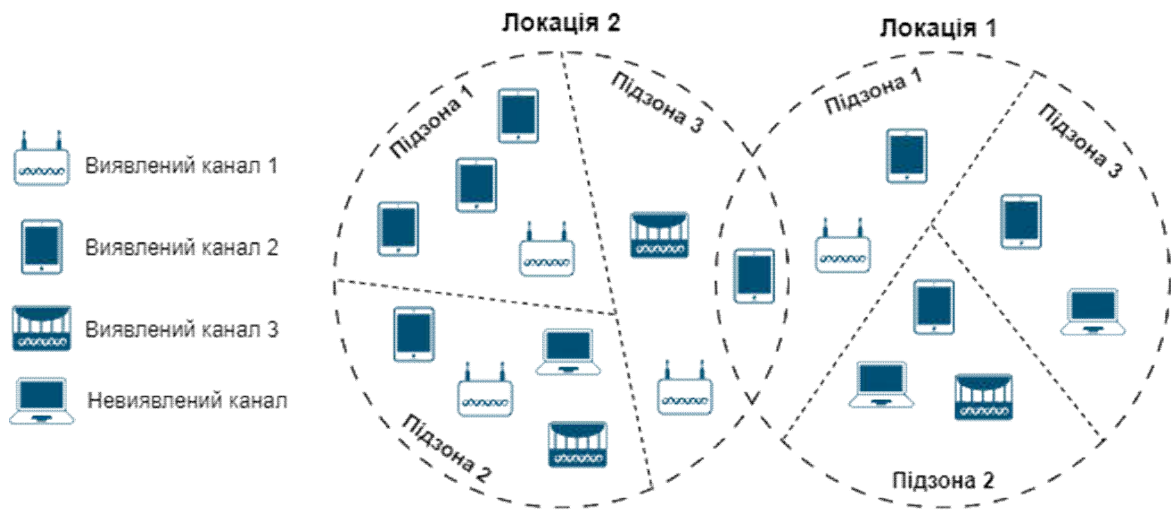 Локація 2
Локація 1
Підзона 1
Підзона 3
Підзона 1
Підзона 3
Виявлений канал 1
Виявлений канал 2
Виявлений канал 3
Невиявлений канал
Підзона 2
Підзона 2